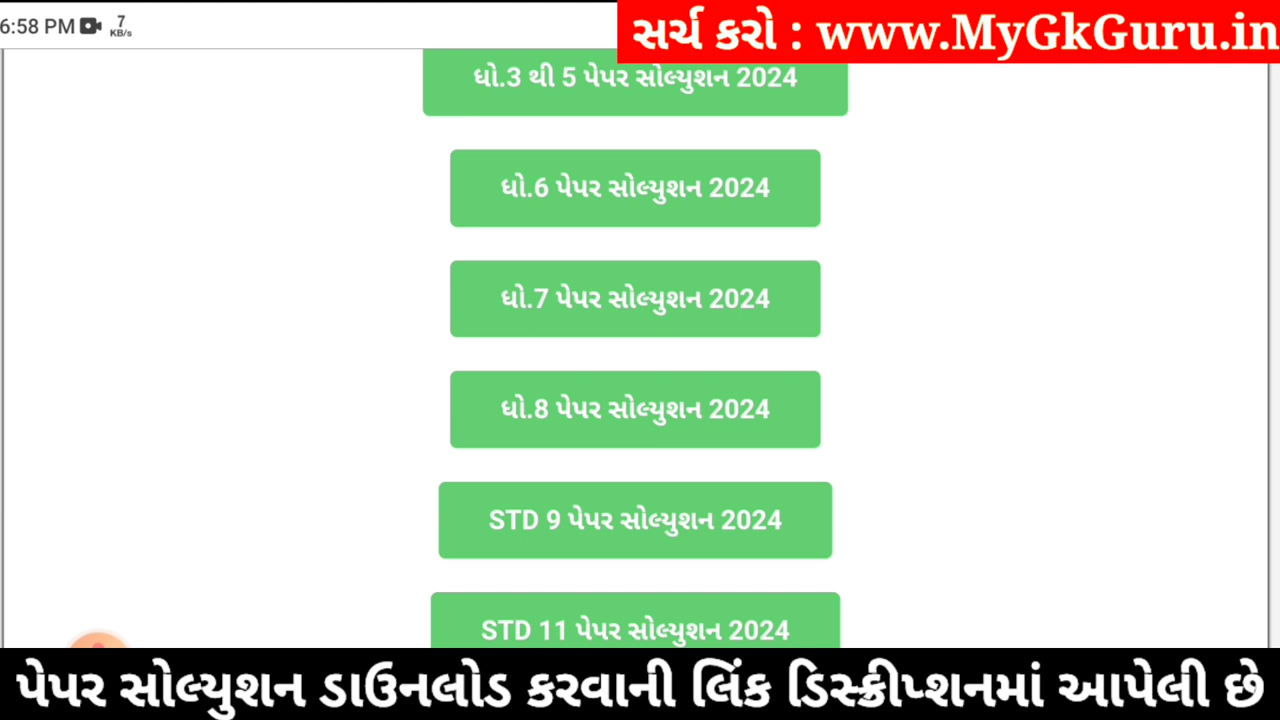 6:58 PM 7 KB/s
સર્ચ કરો : www.MyGkGuru.in
ધો.3 થી 5 પેપર સોલ્યુશન 2024
ધો.6 પેપર સોલ્યુશન 2024
ધો.7 પેપર સોલ્યુશન 2024
ધો.8 પેપર સોલ્યુશન 2024
STD 9 પેપર સોલ્યુશન 2024
STD 11 પેપર સોલ્યુશન 2024
પેપર સોલ્યુશન ડાઉનલોડ કરવાની લિંક ડિસ્ક્રીપ્શનમાં આપેલી છે